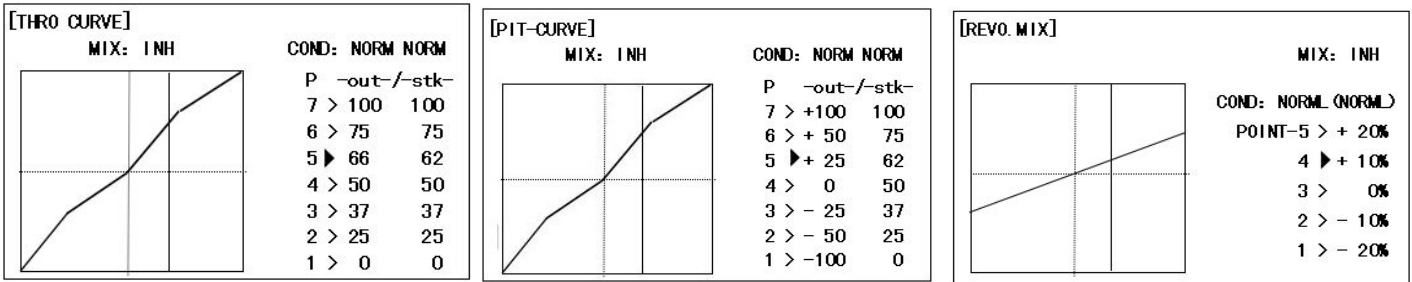 [THRO CURVE]
MIX: INH
COND: NORM NORM
P -out-/-stk-
7 > 100 100
6 > 75 75
5 ▶ 66 62
4 > 50 50
3 > 37 37
2 > 25 25
1 > 0 0
[PIT-CURVE]
MIX: INH
COND: NORM NORM
P -out-/-stk-
7 > +100 100
6 > + 50 75
5 ▶+ 25 62
4 > 0 50
3 > - 25 37
2 > - 50 25
1 > -100 0
[REVO.MIX]
MIX: INH
COND: NORML(NORML)
POINT-5 > + 20%
4 ▶ + 10%
3 > 0%
2 > - 10%
1 > - 20%